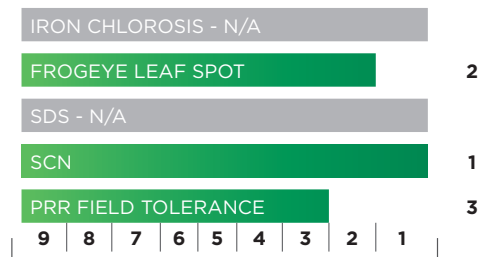 IRON CHLOROSIS - N/A
FROGEYE LEAF SPOT 2
SDS - N/A
SCN 1
PRR FIELD TOLERANCE 3
9 8 7 6 5 4 3 2 1